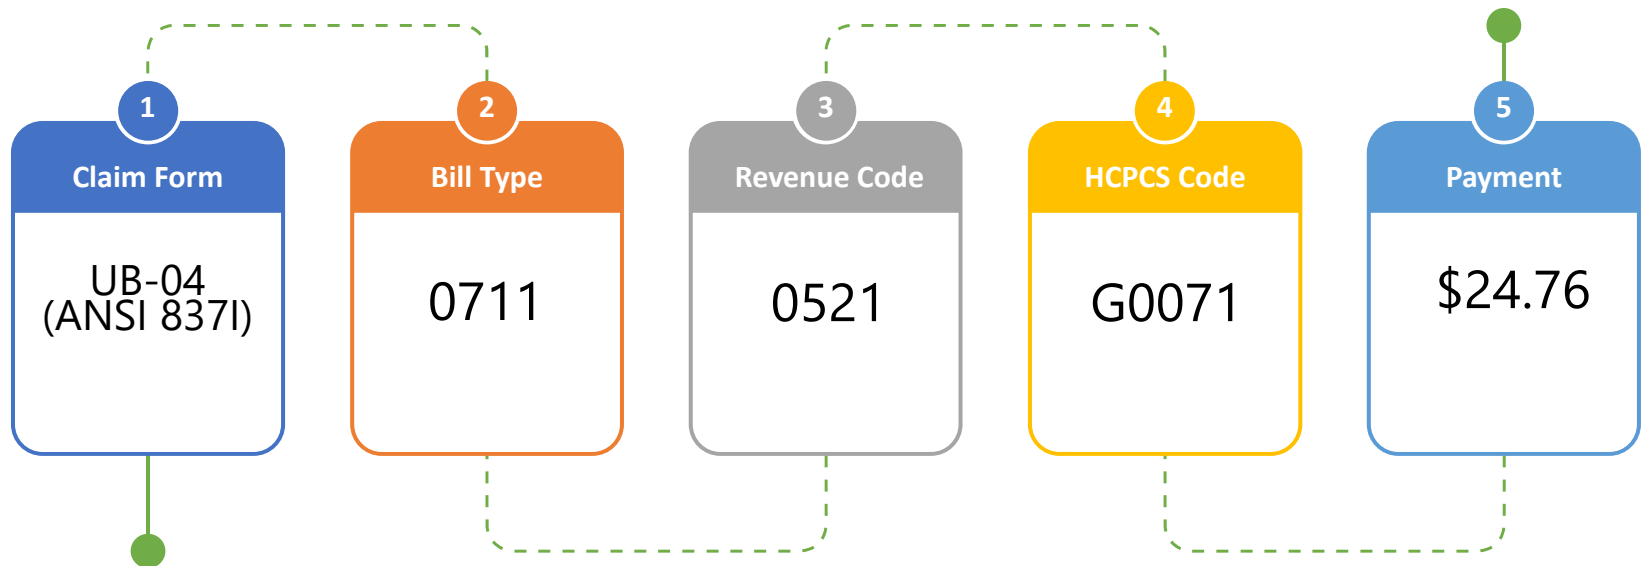 1
Claim Form
UB-04
(ANSI 837I)
2
Bill Type
0711
3
Revenue Code
0521
4
HCPCS Code
G0071
5
Payment
$24.76